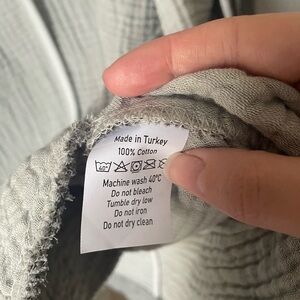 Made in Turkey
100% Cotton
Machine wash 40°C
Do not bleach
Tumble dry low
Do not iron
Do not dry clean